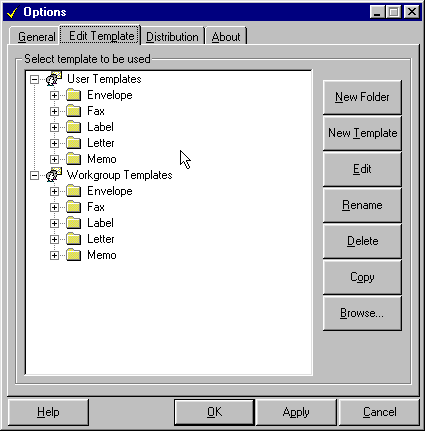 Options
General Edit Template Distribution About
Select template to be used
User Templates
Envelope
Fax
Label
Letter
Memo
Workgroup Templates
Envelope
Fax
Label
Letter
Memo
New Folder
New Template
Edit
Rename
Delete
Copy
Browse...
Help OK Apply Cancel